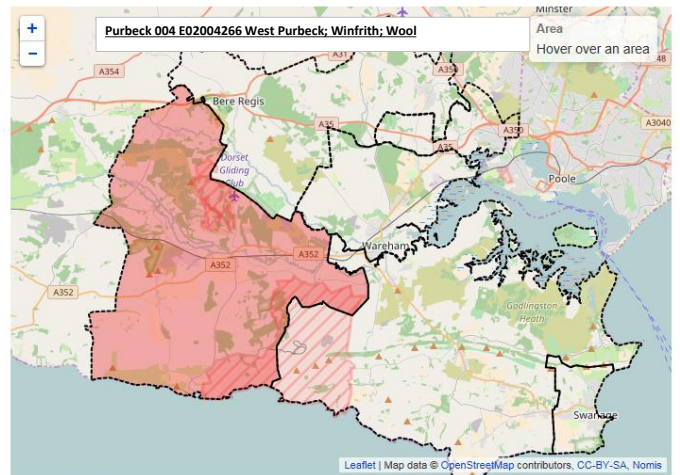 Minster
+
−
Purbeck 004 E02004266 West Purbeck; Winfrith; Wool
Area
Hover over an area
A31
A350
48
A354
Bere Regis
A35
A350
A3040
A35
Dorset
Gliding
Club
Poole
Wareham
A352
A352
A352
Godlingston
Heath
Swanage
Leaflet | Map data © OpenStreetMap contributors, CC-BY-SA, Nomis